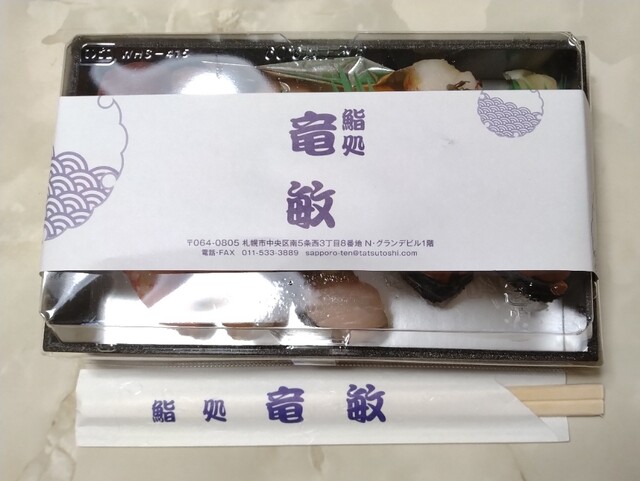 NHS-415
鮨処
竜敏
〒064-0805 札幌市中央区南5条西3丁目8番地 N・グランデビル1階
電話・FAX 011-533-3889 sapporo-ten@tatsutoshi.com
鮨処 竜敏